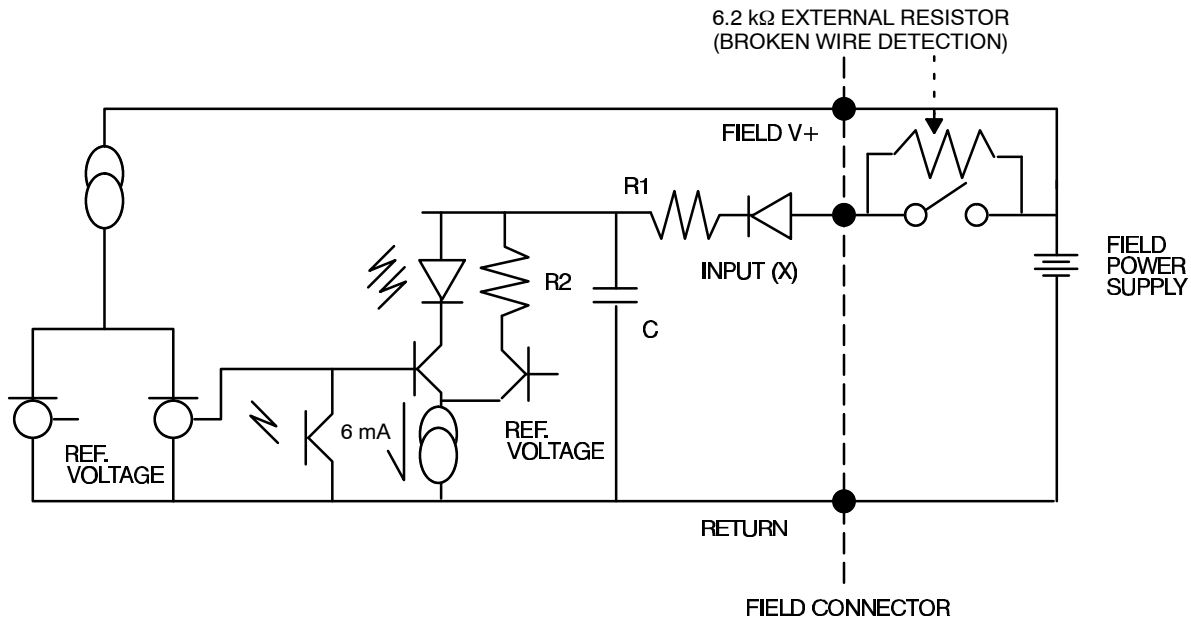 6.2 kΩ EXTERNAL RESISTOR
(BROKEN WIRE DETECTION)
FIELD V+
R1
INPUT (X)
R2
C
FIELD
POWER
SUPPLY
6 mA
REF.
VOLTAGE
REF.
VOLTAGE
RETURN
FIELD CONNECTOR